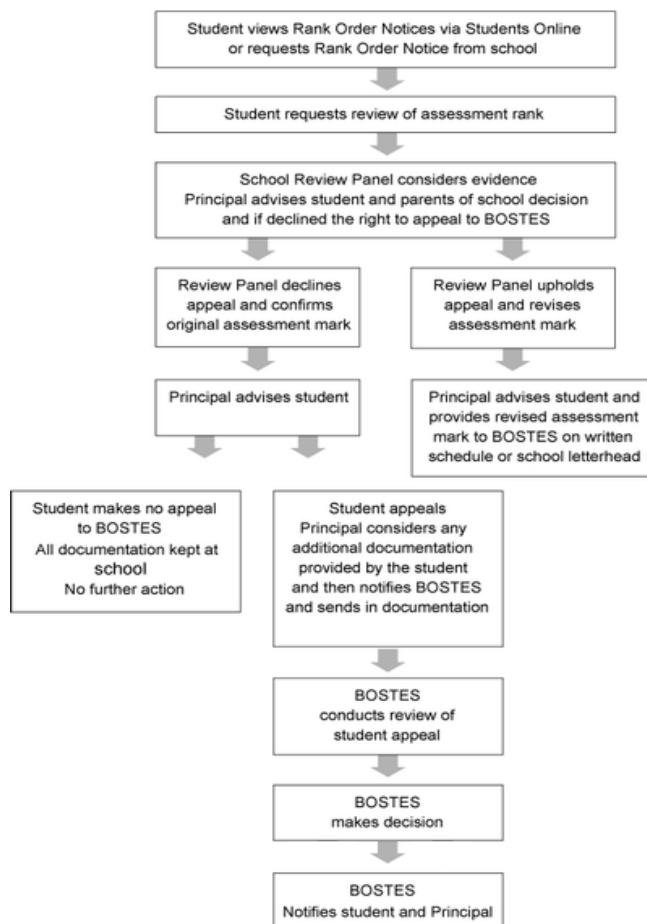 Student views Rank Order Notices via Students Online
or requests Rank Order Notice from school
Student requests review of assessment rank
School Review Panel considers evidence
Principal advises student and parents of school decision
and if declined the right to appeal to BOSTES
Review Panel declines
appeal and confirms
original assessment mark
Review Panel upholds
appeal and revises
assessment mark
Principal advises student
Principal advises student and
provides revised assessment
mark to BOSTES on written
schedule or school letterhead
Student makes no appeal
to BOSTES
All documentation kept at
school
No further action
Student appeals
Principal considers any
additional documentation
provided by the student
and then notifies BOSTES
and sends in documentation
BOSTES
conducts review of
student appeal
BOSTES
makes decision
BOSTES
Notifies student and Principal